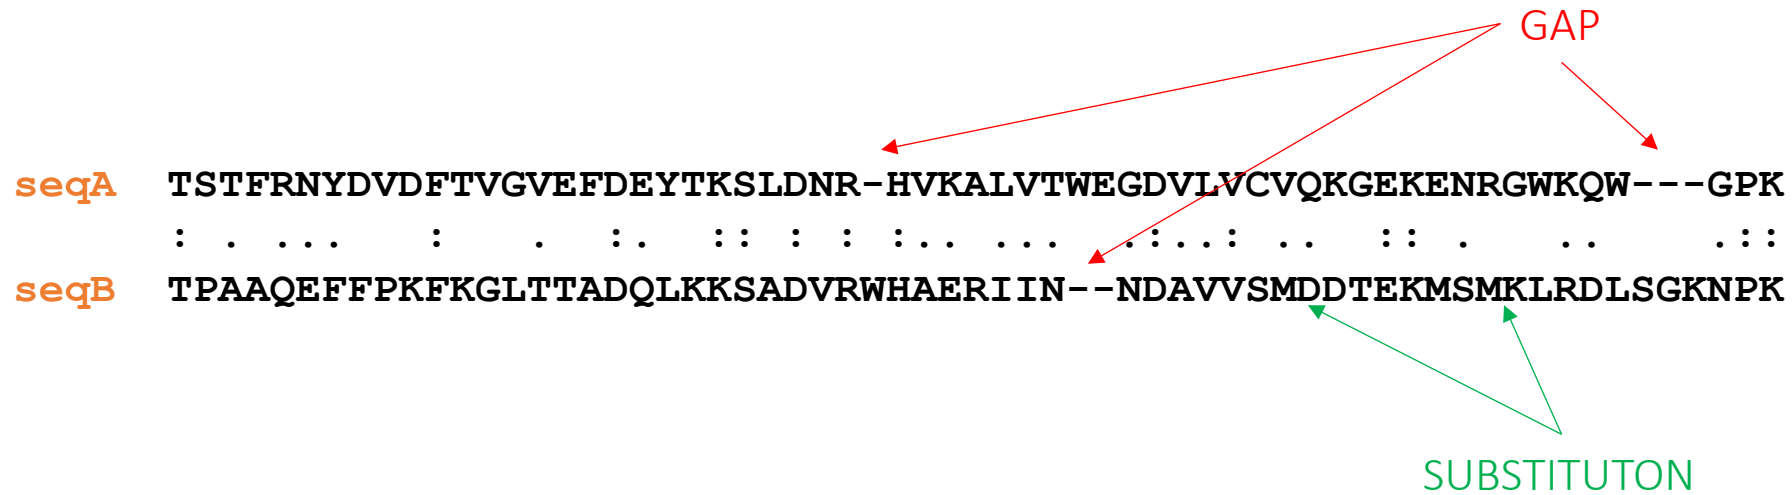 GAP
seqA TSTFRNYDVDFTVGVEFDEYTKSLDNR-HVKALVTWEGDVLVCVQKGEKENRGWKQW---GPK
: . ...   :   .  :.  :: : : :.. ...  .:..: ..  :: .   ..    .::
seqB TPAAQEFFPKFKGLTTADQLKKSADVRWHAERIIN--NDAVVSMDDTEKMSMKLRDLSGKNPK
SUBSTITUTON